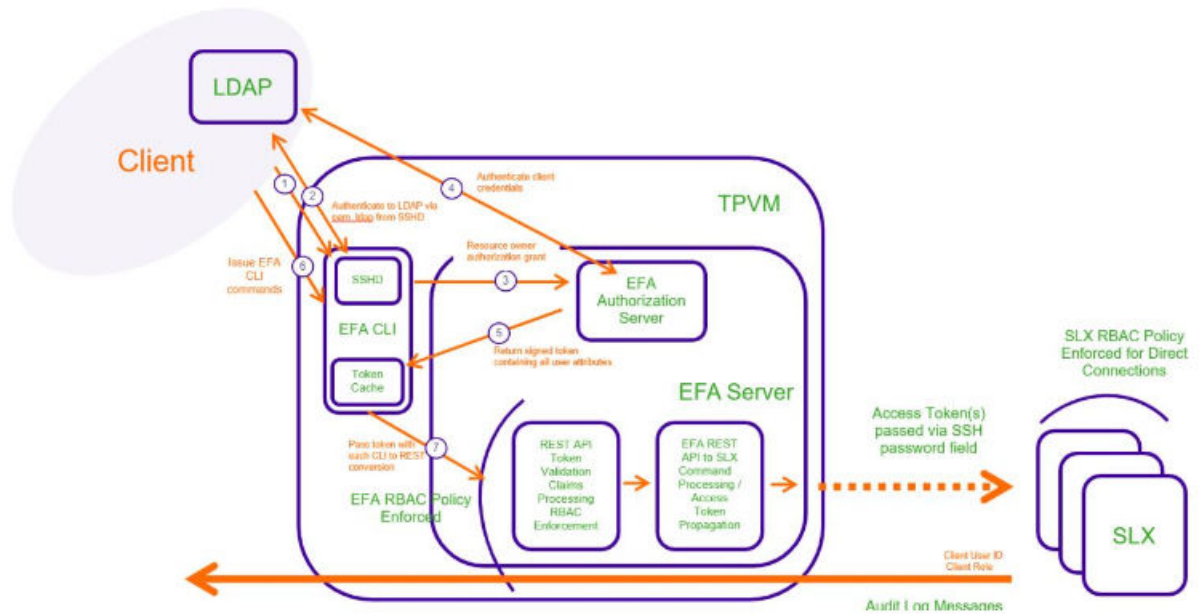 LDAP
Client
1
2
4
Authenticate client
credentials
TPVM
Authenticate to LDAP via
pam_ldap from SSHD
Issue EFA
CLI
commands
6
Resource owner
authorization grant
SSHD
3
EFA
Authorization
Server
EFA CLI
5
Return signed token
containing all user attributes
Token
Cache
EFA Server
SLX RBAC Policy
Enforced for Direct
Connections
Access Token(s)
passed via SSH
password field
Pass token with
each CLI to REST
conversion
7
EFA RBAC Policy
Enforced
REST API
Token
Validation
Claims
Processing
RBAC
Enforcement
EFA REST
API to SLX
Command
Processing /
Access
Token
Propagation
SLX
Client User ID
Client Role
Audit Log Messages